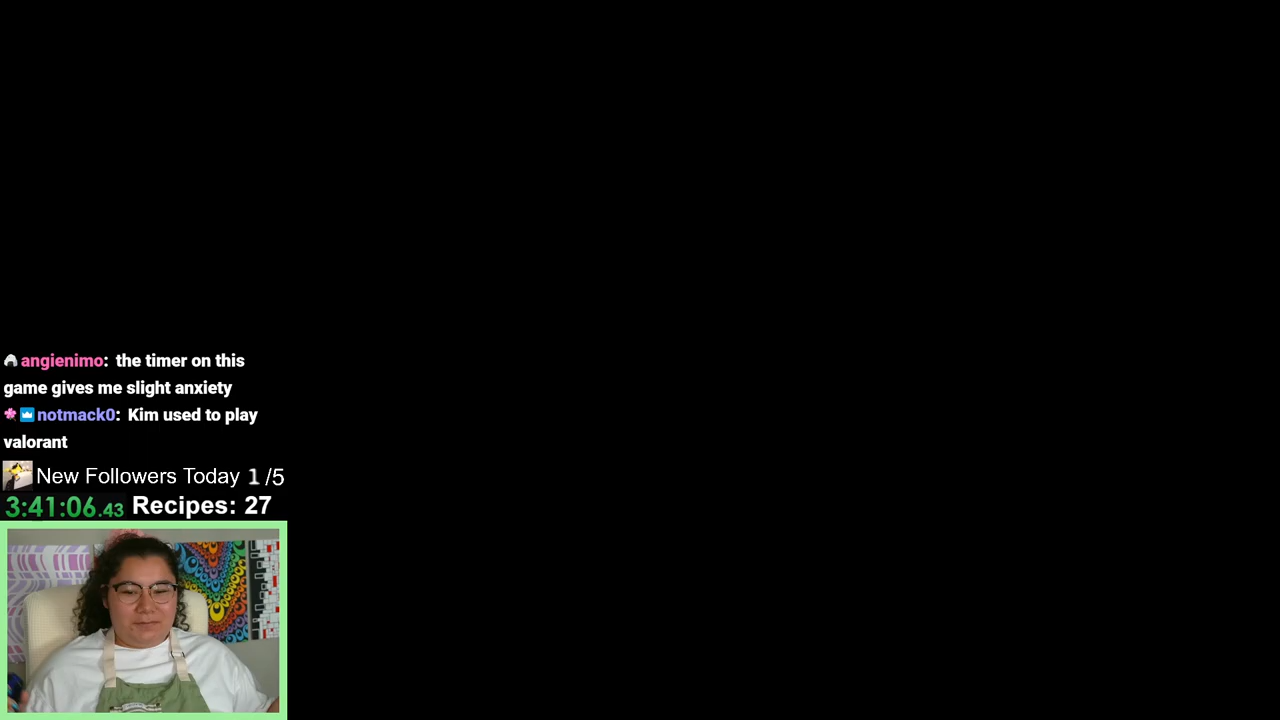 angienimo: the timer on this
game gives me slight anxiety
notmack0: Kim used to play
valorant
New Followers Today 1/5
3:41:06.43 Recipes: 27